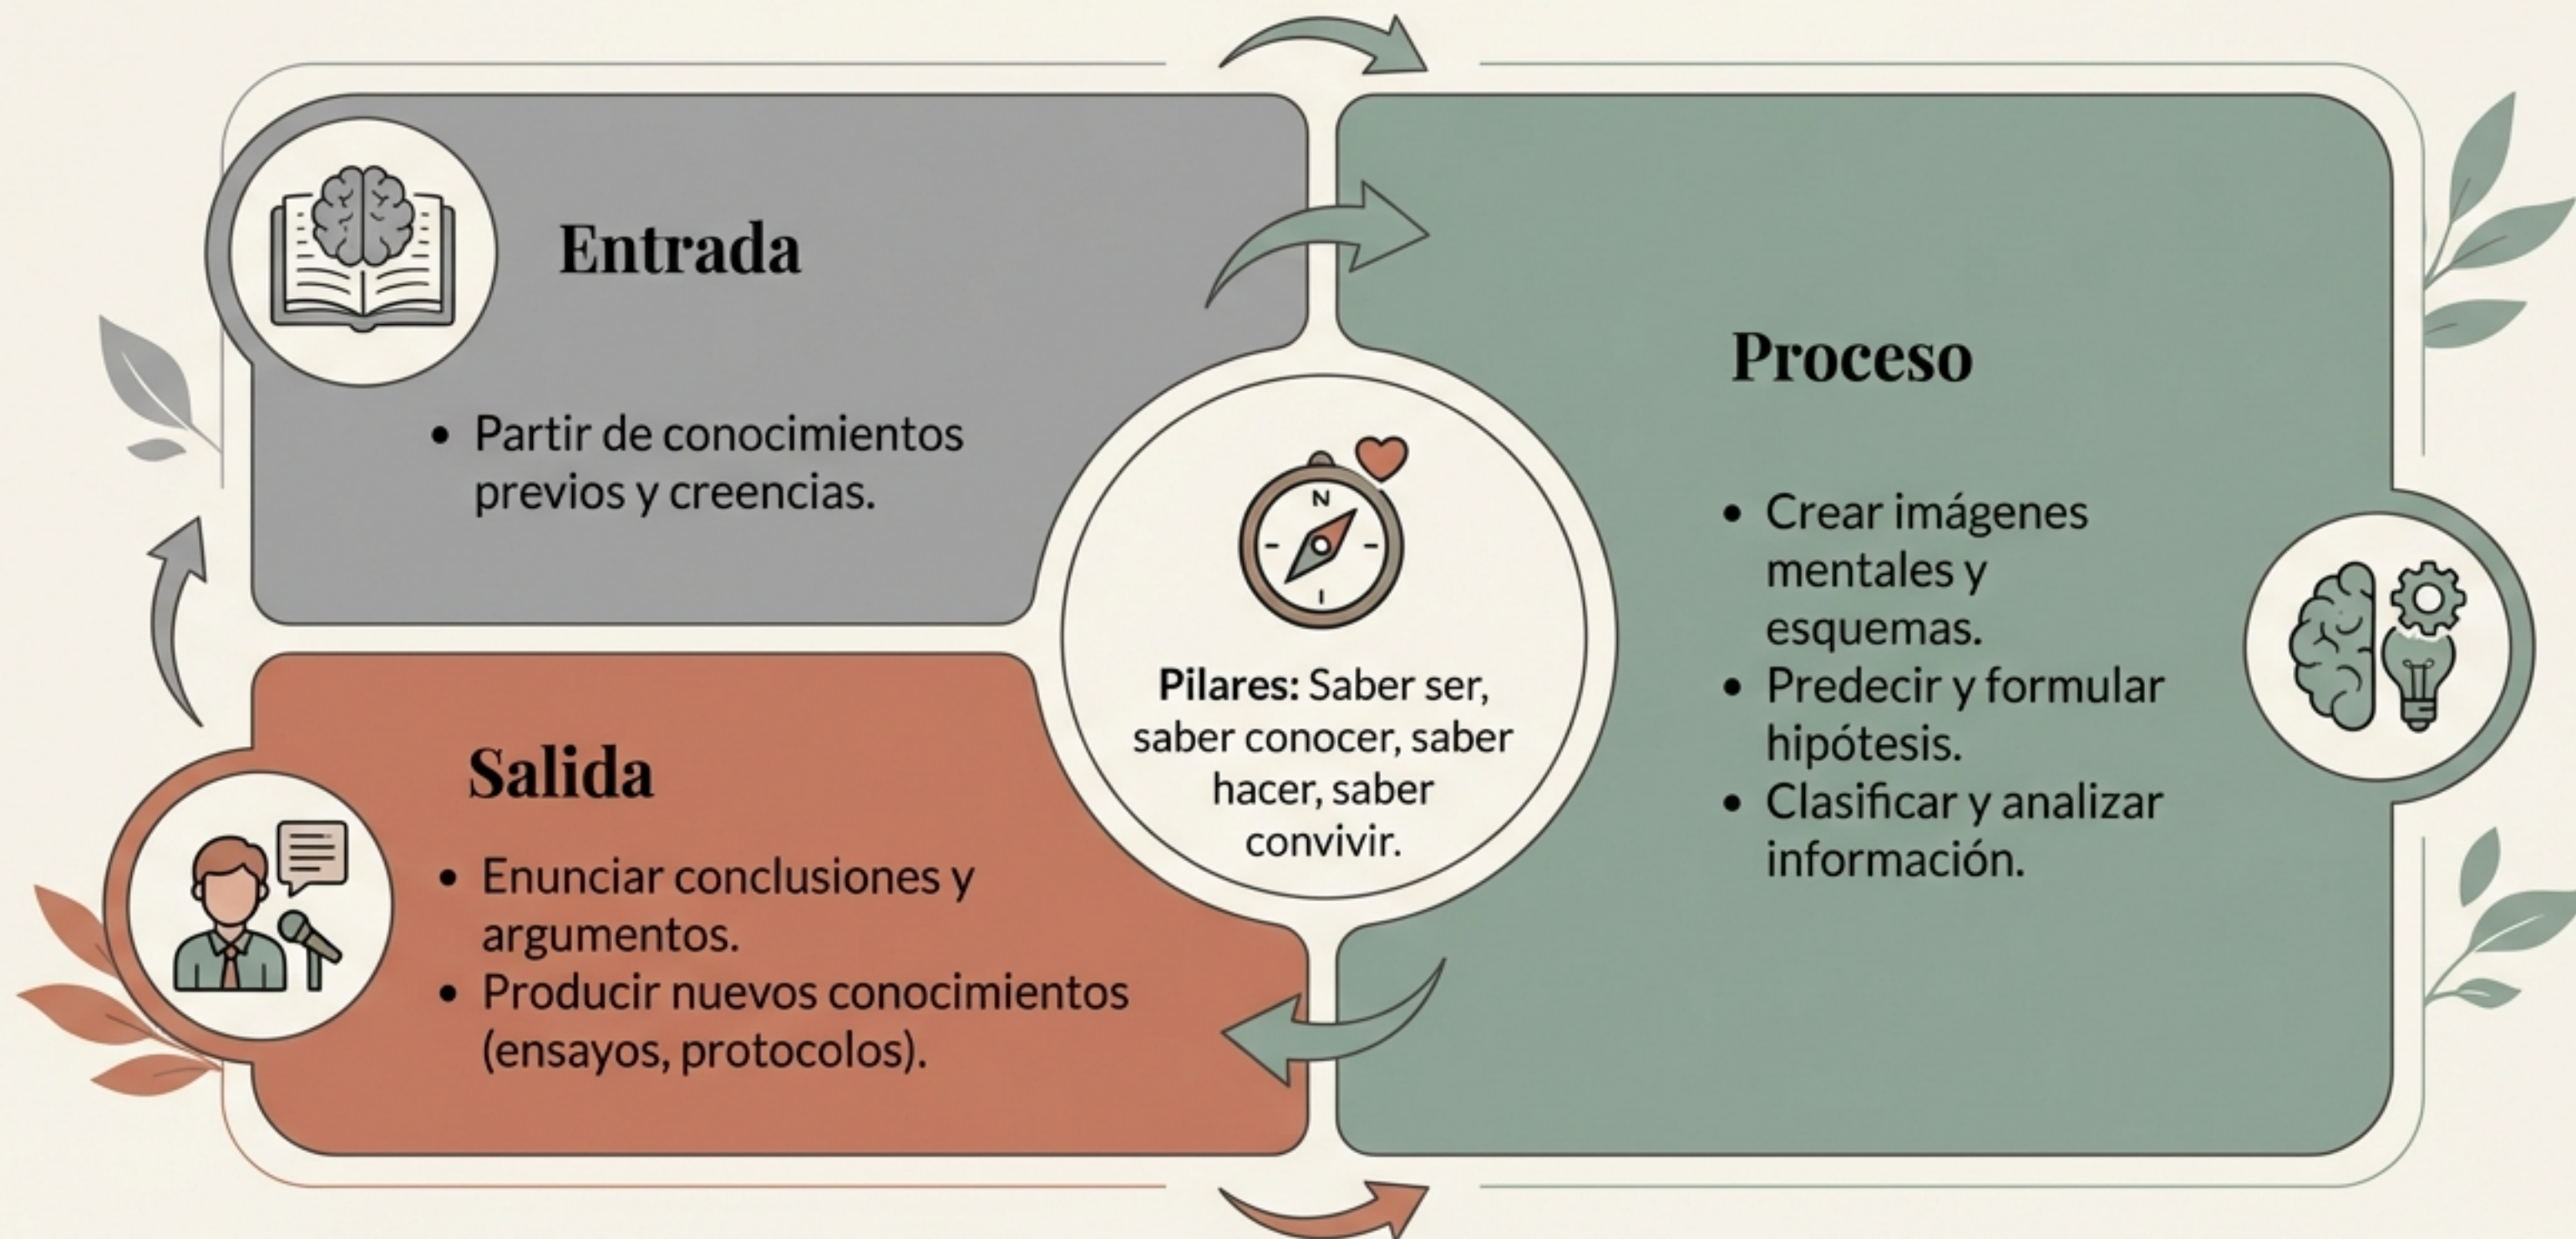 Entrada
• Partir de conocimientos
previos y creencias.
Proceso
• Crear imágenes
mentales y
esquemas.
• Predecir y formular
hipótesis.
• Clasificar y analizar
información.
N
Pilares: Saber ser,
saber conocer, saber
hacer, saber
convivir.
Salida
• Enunciar conclusiones y
argumentos.
• Producir nuevos conocimientos
(ensayos, protocolos).